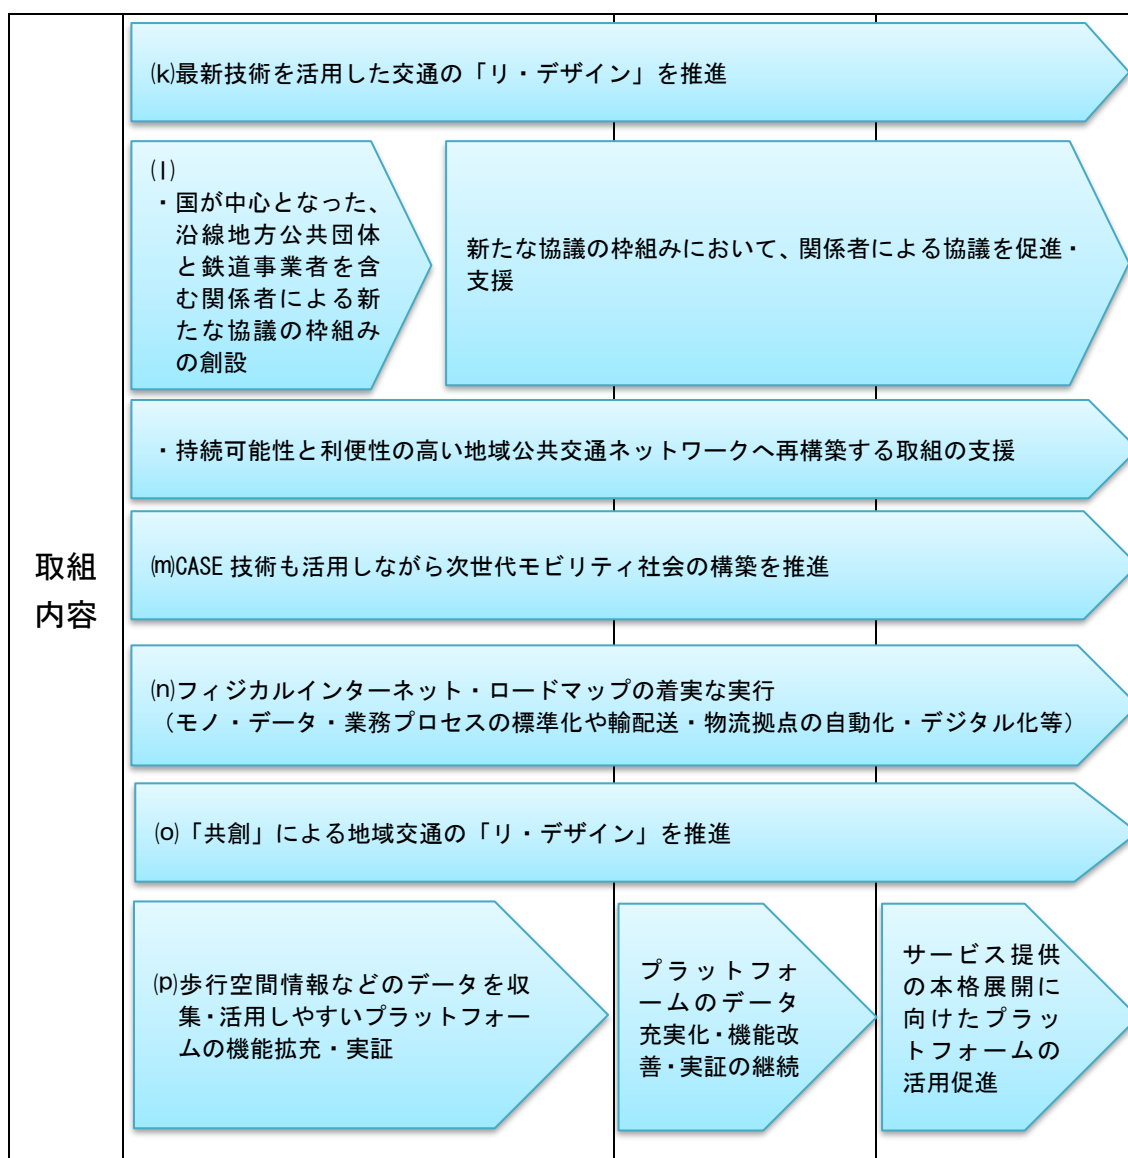 取組
内容
(k)最新技術を活用した交通の「リ・デザイン」を推進
(l)
・国が中心となった、
沿線地方公共団体
と鉄道事業者を含
む関係者による新
たな協議の枠組み
の創設
新たな協議の枠組みにおいて、関係者による協議を促進・
支援
・持続可能性と利便性の高い地域公共交通ネットワークへ再構築する取組の支援
(m)CASE 技術も活用しながら次世代モビリティ社会の構築を推進
(n)フィジカルインターネット・ロードマップの着実な実行
（モノ・データ・業務プロセスの標準化や輸配送・物流拠点の自動化・デジタル化等）
(o)「共創」による地域交通の「リ・デザイン」を推進
(p)歩行空間情報などのデータを収
集・活用しやすいプラットフォー
ムの機能拡充・実証
プラットフォ
ームのデータ
充実化・機能改
善・実証の継続
サービス提供
の本格展開に
向けたプラッ
トフォームの
活用促進